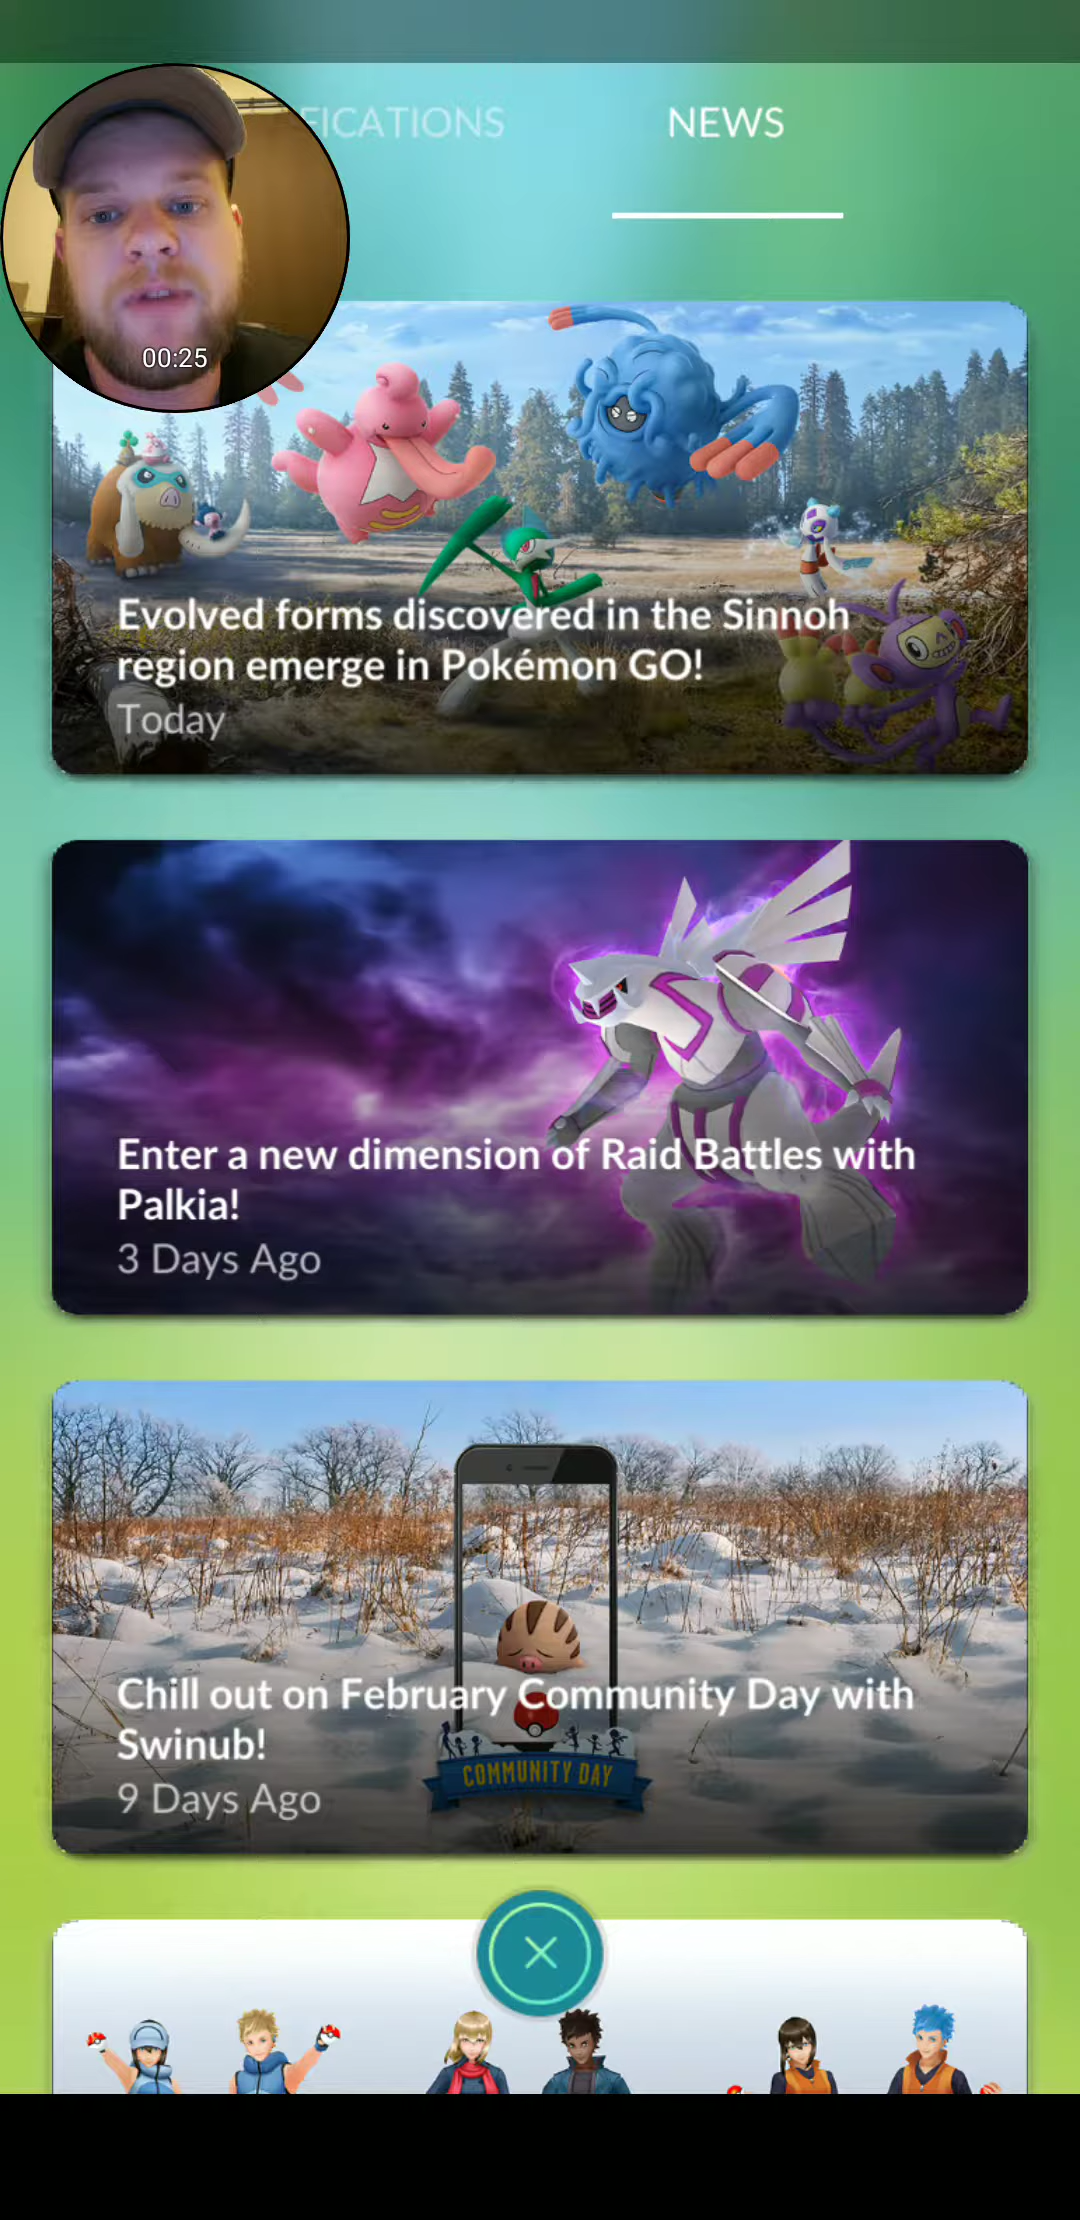 FICATIONS
NEWS
00:25
Evolved forms discovered in the Sinnoh
region emerge in Pokémon GO!
Today
Enter a new dimension of Raid Battles with
Palkia!
3 Days Ago
Chill out on February Community Day with
Swinub!
COMMUNITY DAY
9 Days Ago